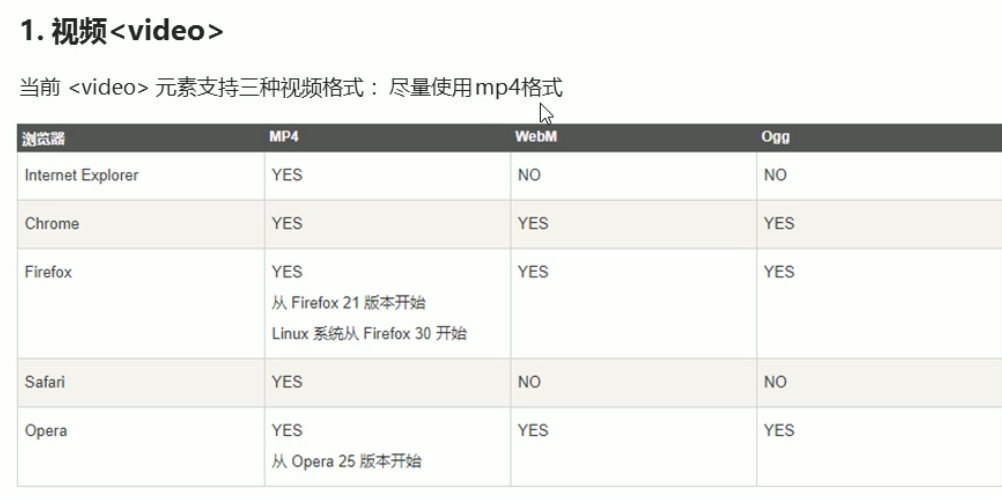 1. 视频<video>
当前 <video> 元素支持三种视频格式： 尽量使用mp4格式
浏览器 MP4 WebM Ogg
Internet Explorer YES NO NO
Chrome YES YES YES
Firefox YES YES YES
从 Firefox 21 版本开始
Linux 系统从 Firefox 30 开始
Safari YES NO NO
Opera YES YES YES
从 Opera 25 版本开始